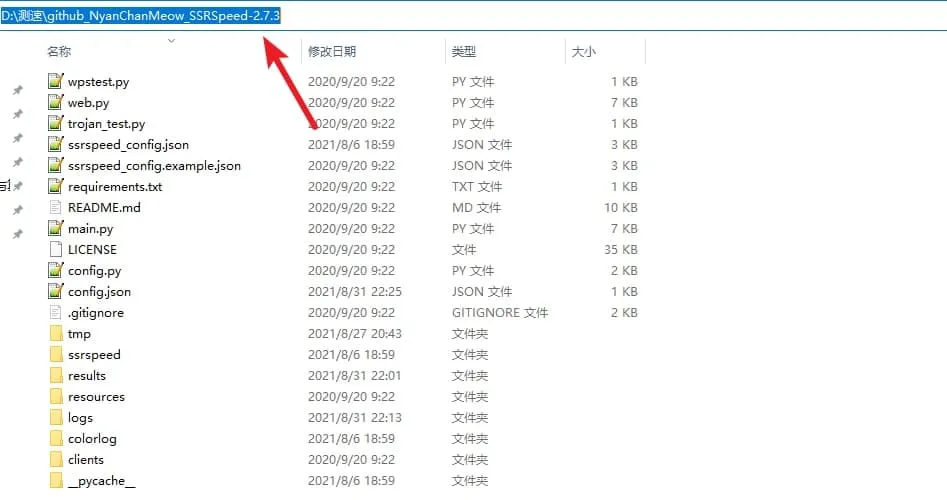 D:\测速\github_NyanChanMeow_SSRSpeed-2.7.3
名称 修改日期 类型 大小
wpstest.py 2020/9/20 9:22 PY 文件 1 KB
web.py 2020/9/20 9:22 PY 文件 7 KB
trojan_test.py 2020/9/20 9:22 PY 文件 1 KB
ssrspeed_config.json 2021/8/6 18:59 JSON 文件 3 KB
ssrspeed_config.example.json 2020/9/20 9:22 JSON 文件 3 KB
requirements.txt 2020/9/20 9:22 TXT 文件 1 KB
README.md 2020/9/20 9:22 MD 文件 10 KB
main.py 2020/9/20 9:22 PY 文件 7 KB
LICENSE 2020/9/20 9:22 文件 35 KB
config.py 2020/9/20 9:22 PY 文件 2 KB
config.json 2021/8/31 22:25 JSON 文件 1 KB
.gitignore 2020/9/20 9:22 GITIGNORE 文件 2 KB
tmp 2021/8/27 20:43 文件夹
ssrspeed 2021/8/6 18:59 文件夹
results 2021/8/31 22:01 文件夹
resources 2020/9/20 9:22 文件夹
logs 2021/8/31 22:13 文件夹
colorlog 2021/8/6 18:59 文件夹
clients 2020/9/20 9:22 文件夹
__pycache__ 2021/8/6 18:59 文件夹